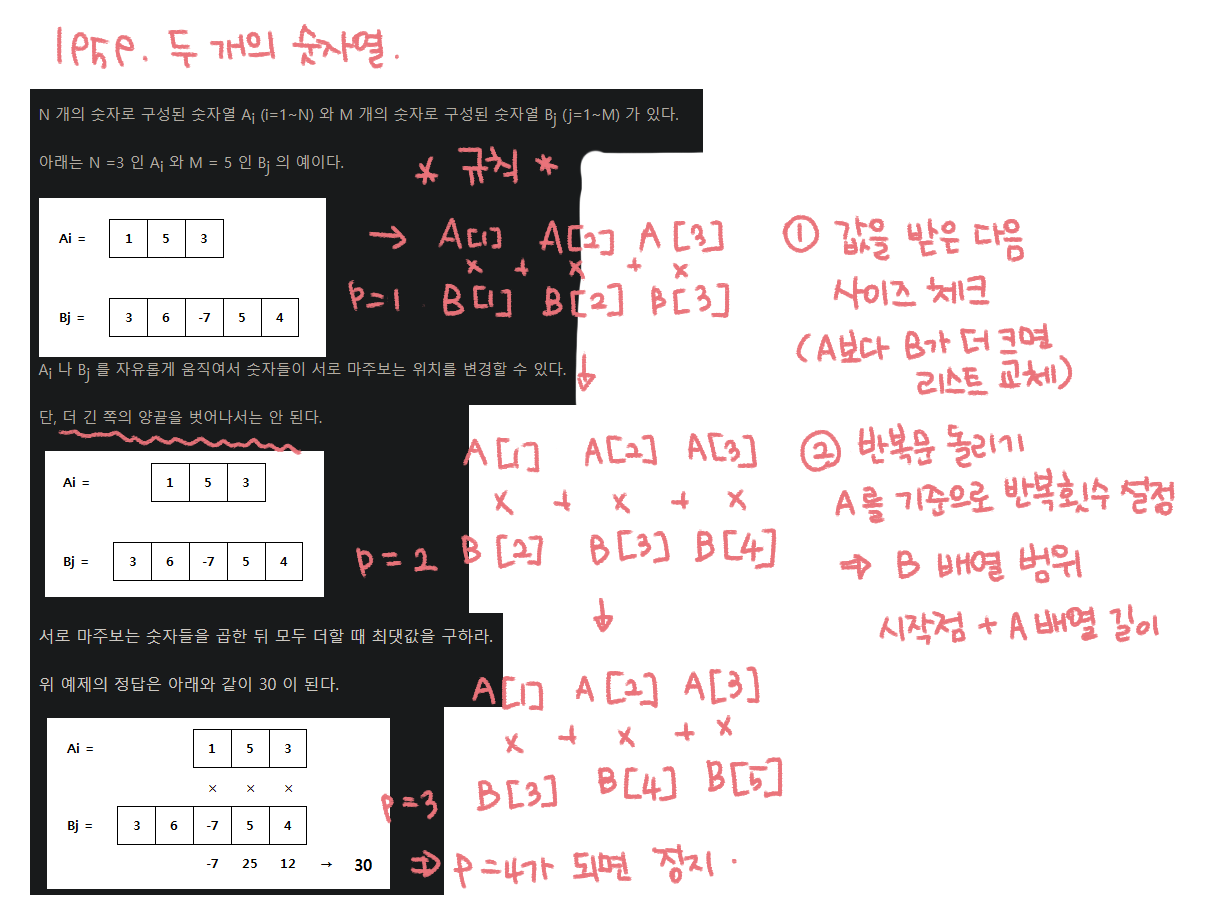 1959. 두 개의 숫자열.
N 개의 숫자로 구성된 숫자열 Ai (i=1~N) 와 M 개의 숫자로 구성된 숫자열 Bj (j=1~M) 가 있다.
아래는 N =3 인 Ai 와 M = 5 인 Bj 의 예이다.
* 규칙 *
Ai = 1 5 3
Bj = 3 6 -7 5 4
→ A[1] A[2] A[3]
x + x + x
p=1 B[1] B[2] B[3]
↓
① 값을 받은 다음
사이즈 체크
(A보다 B가 더 크면
리스트 교체)
Ai 나 Bj 를 자유롭게 움직여서 숫자들이 서로 마주보는 위치를 변경할 수 있다.
단, 더 긴 쪽의 양끝을 벗어나서는 안 된다.
Ai = 1 5 3
Bj = 3 6 -7 5 4
A[1] A[2] A[3]
x + x + x
p=2 B[2] B[3] B[4]
↓
② 반복문 돌리기
A를 기준으로 반복횟수 설정
⇒ B 배열 범위
시작점 + A 배열 길이
서로 마주보는 숫자들을 곱한 뒤 모두 더할 때 최댓값을 구하라.
위 예제의 정답은 아래와 같이 30 이 된다.
Ai = 1 5 3
× × ×
Bj = 3 6 -7 5 4
-7 25 12 → 30
A[1] A[2] A[3]
x + x + x
p=3 B[3] B[4] B[5]
⇒ p=4가 되면 장지.